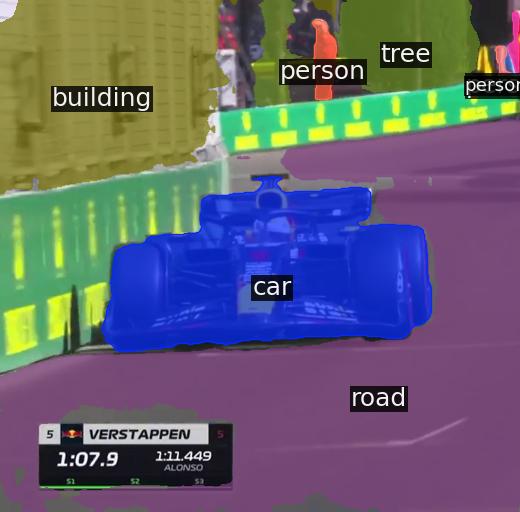 tree
person
person
building
car
road
5 VERSTAPPEN 5
1:07.9 1:11.449
ALONSO
S1 S2 S3